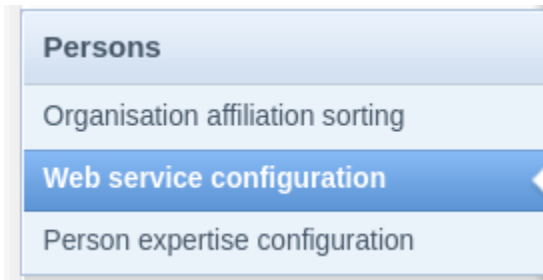 Persons
Organisation affiliation sorting
Web service configuration
Person expertise configuration